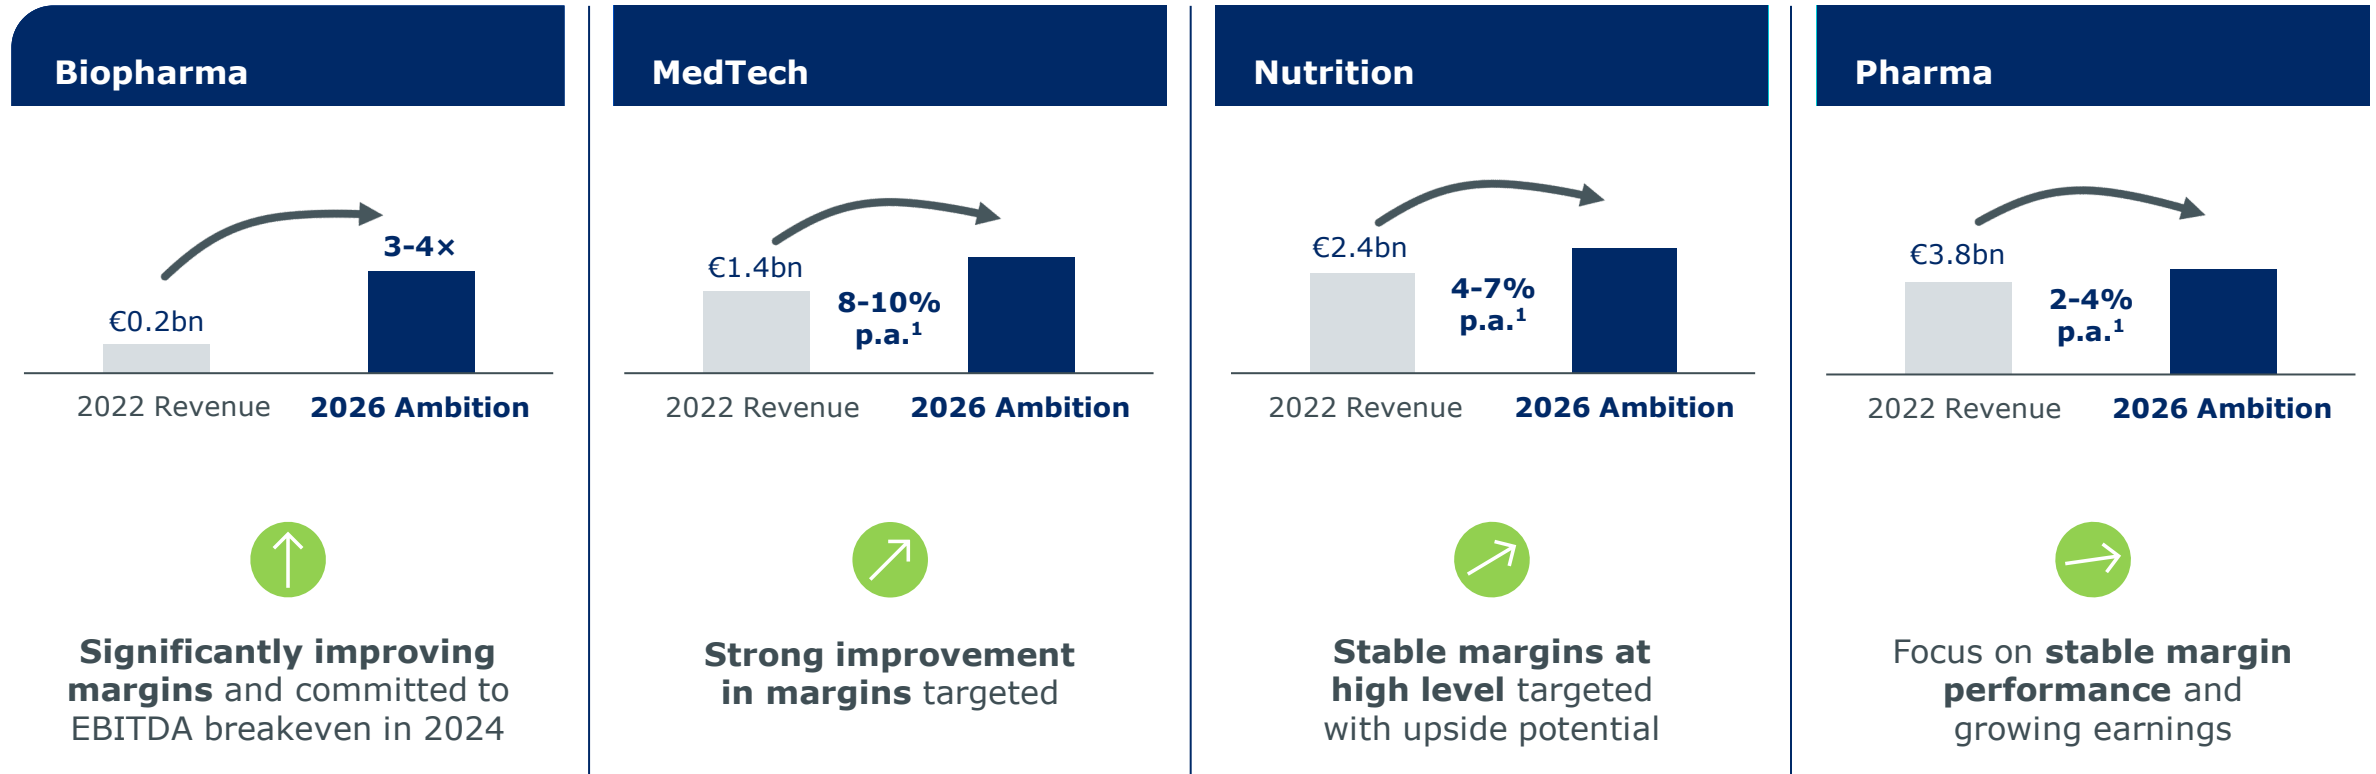 Biopharma
€0.2bn
3-4×
2022 Revenue
2026 Ambition
Significantly improving
margins and committed to
EBITDA breakeven in 2024
MedTech
€1.4bn
8-10%
p.a.¹
2022 Revenue
2026 Ambition
Strong improvement
in margins targeted
Nutrition
€2.4bn
4-7%
p.a.¹
2022 Revenue
2026 Ambition
Stable margins at
high level targeted
with upside potential
Pharma
€3.8bn
2-4%
p.a.¹
2022 Revenue
2026 Ambition
Focus on stable margin
performance and
growing earnings